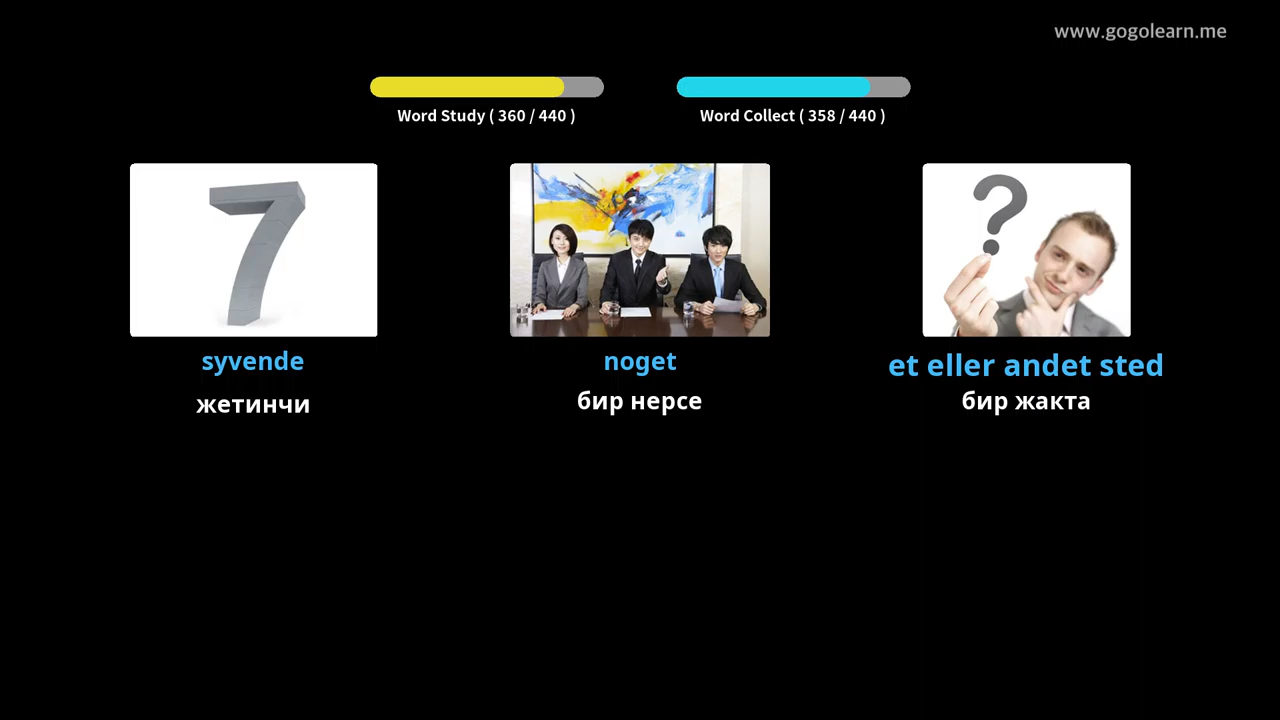 www.gogolearn.me
Word Study ( 360 / 440 )
Word Collect ( 358 / 440 )
7
?
syvende
noget
et eller andet sted
жетинчи
бир нерсе
бир жакта